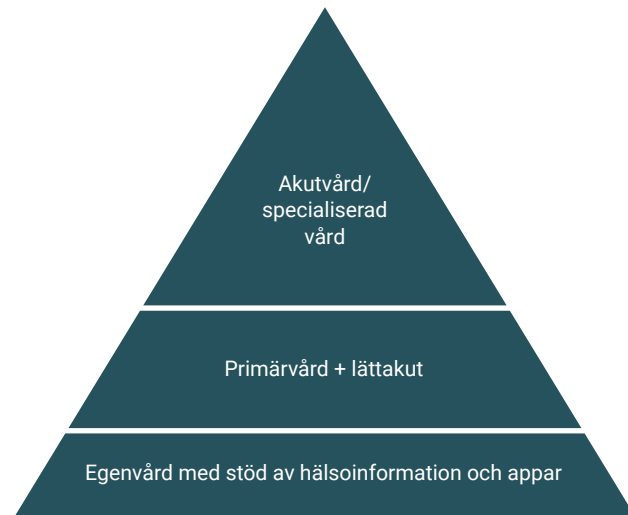 Akutvård/
specialiserad
vård
Primärvård + lättakut
Egenvård med stöd av hälsoinformation och appar